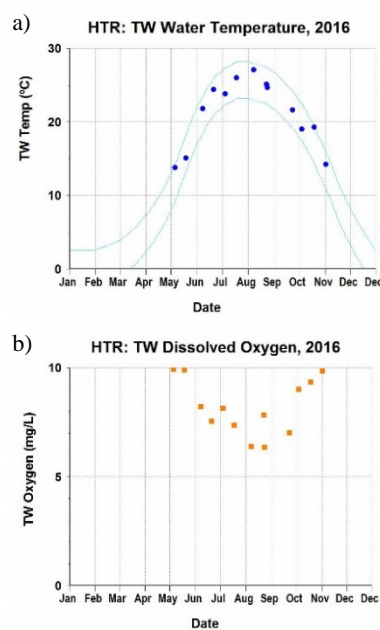 a)
HTR: TW Water Temperature, 2016
TW Temp (ºC)
30
20
10
0
Jan Feb Mar Apr May Jun Jul Aug Sep Oct Nov Dec Dec
Date
b)
HTR: TW Dissolved Oxygen, 2016
TW Oxygen (mg/L)
10
5
0
Jan Feb Mar Apr May Jun Jul Aug Sep Oct Nov Dec Dec
Date